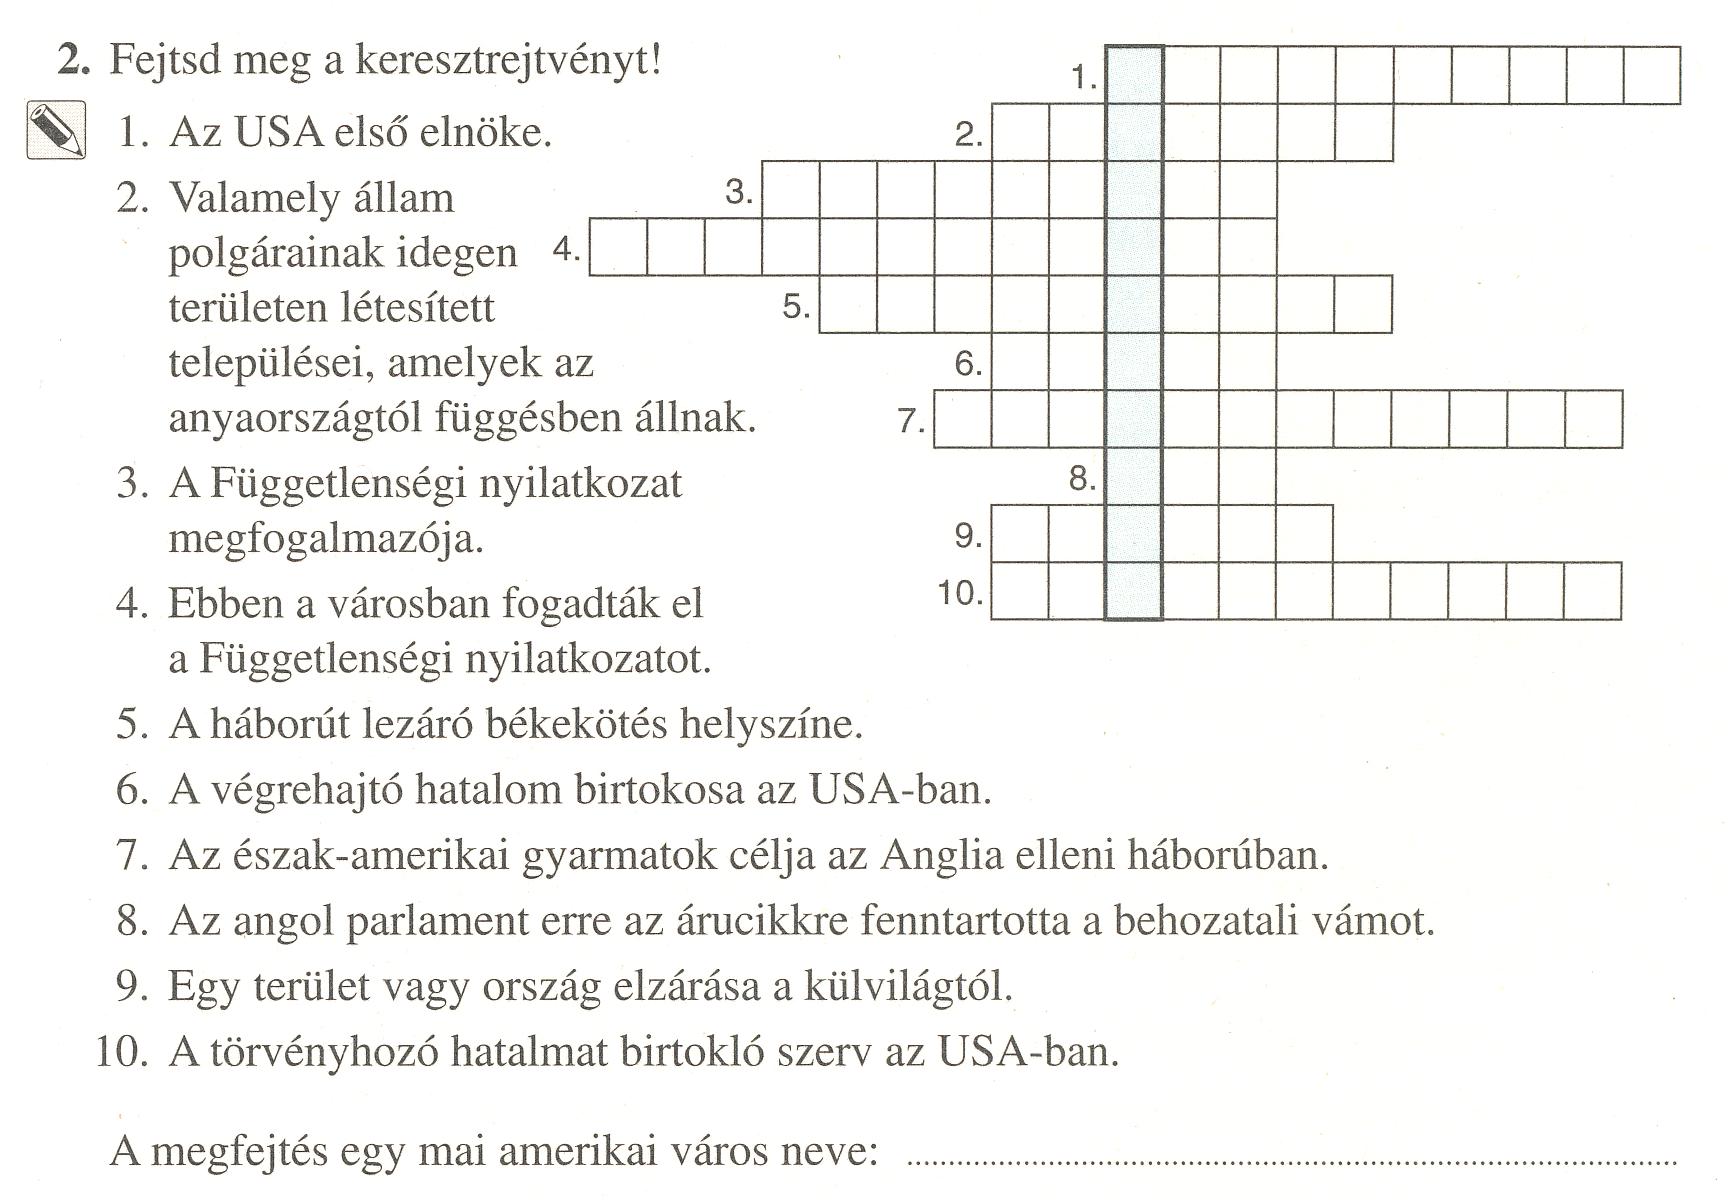 2. Fejtsd meg a keresztrejtvényt!
1. Az USA első elnöke.
2. Valamely állam
polgárainak idegen
területen létesített
települései, amelyek az
anyaországtól függésben állnak.
3. A Függetlenségi nyilatkozat
megfogalmazója.
4. Ebben a városban fogadták el
a Függetlenségi nyilatkozatot.
5. A háborút lezáró békekötés helyszíne.
6. A végrehajtó hatalom birtokosa az USA-ban.
7. Az észak-amerikai gyarmatok célja az Anglia elleni háborúban.
8. Az angol parlament erre az árucikkre fenntartotta a behozatali vámot.
9. Egy terület vagy ország elzárása a külvilágtól.
10. A törvényhozó hatalmat birtokló szerv az USA-ban.
A megfejtés egy mai amerikai város neve:
1.
2.
3.
4.
5.
6.
7.
8.
9.
10.